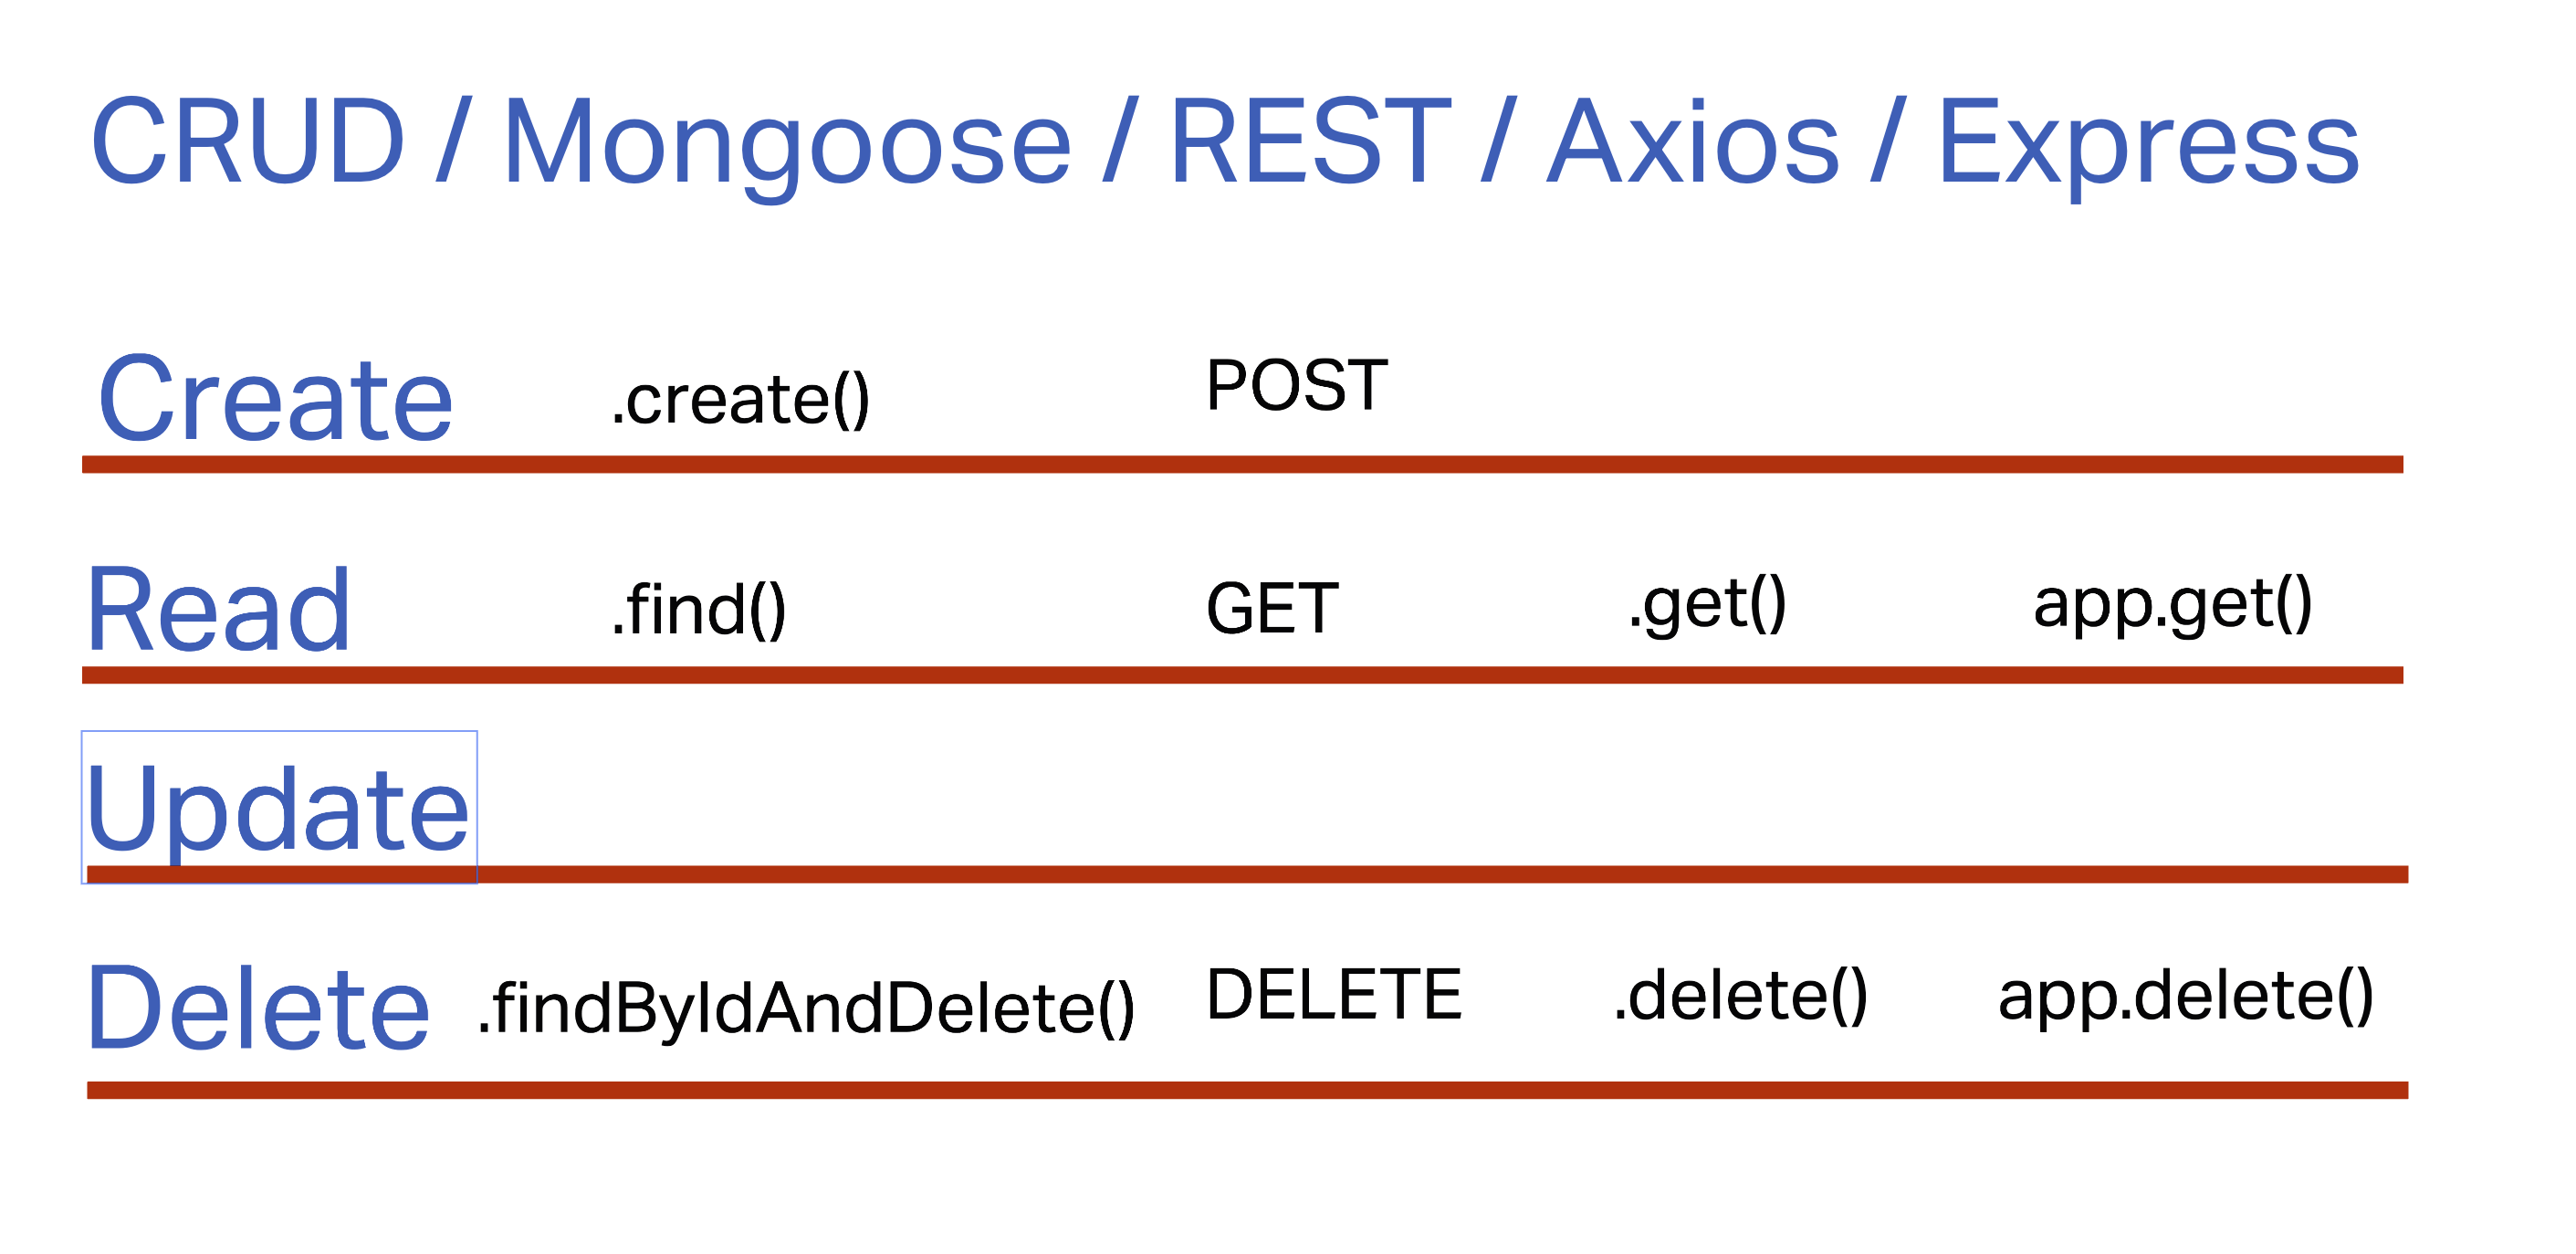 CRUD / Mongoose / REST / Axios / Express
Create .create() POST
Read .find() GET .get() app.get()
Update
Delete .findByIdAndDelete() DELETE .delete() app.delete()